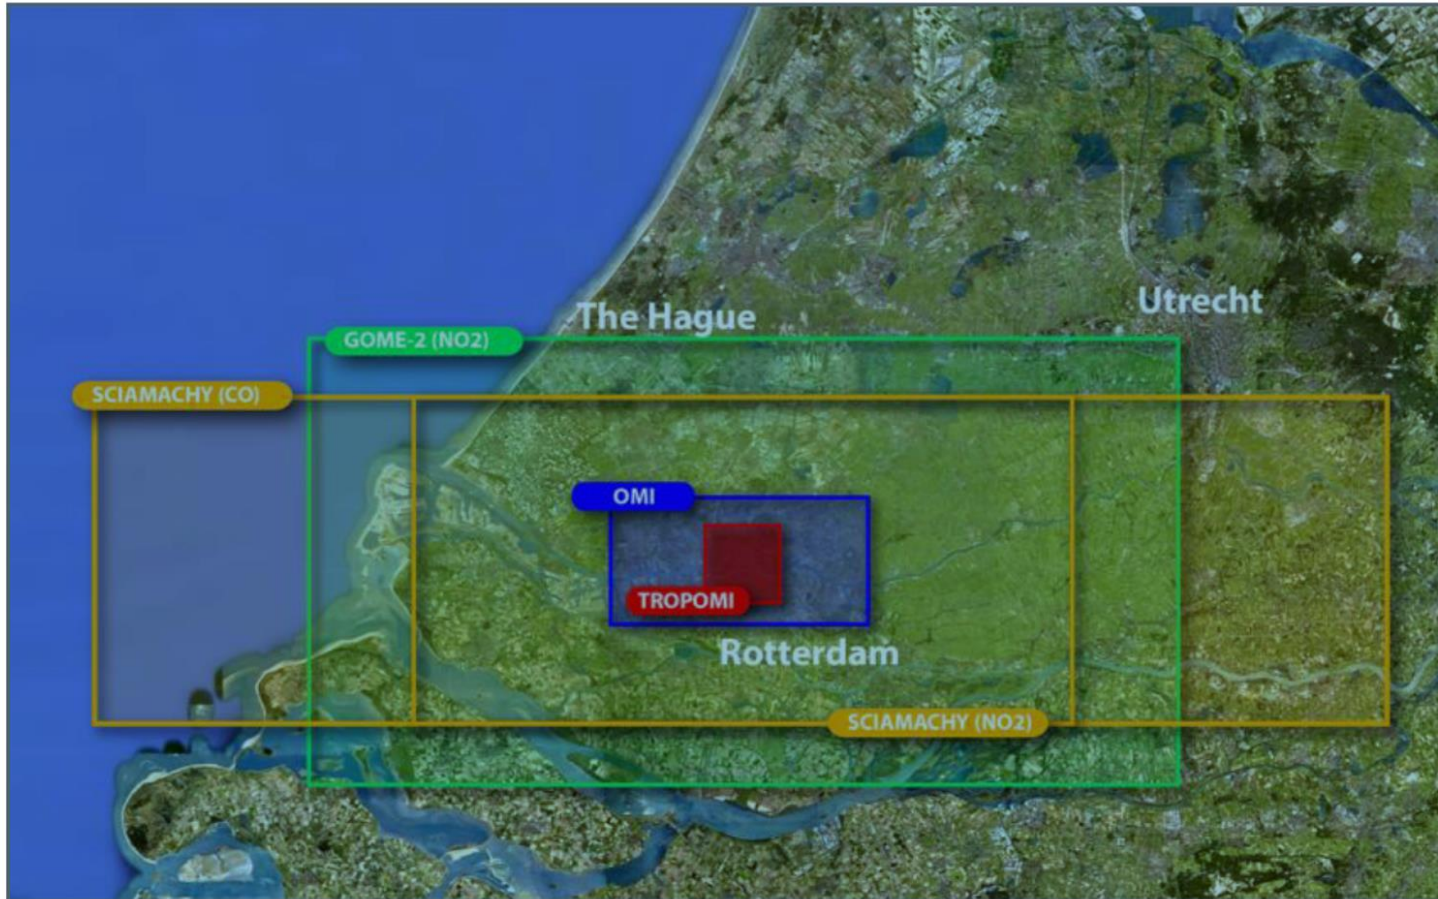 The Hague
Utrecht
GOME-2 (NO2)
SCIAMACHY (CO)
OMI
TROPOMI
Rotterdam
SCIAMACHY (NO2)